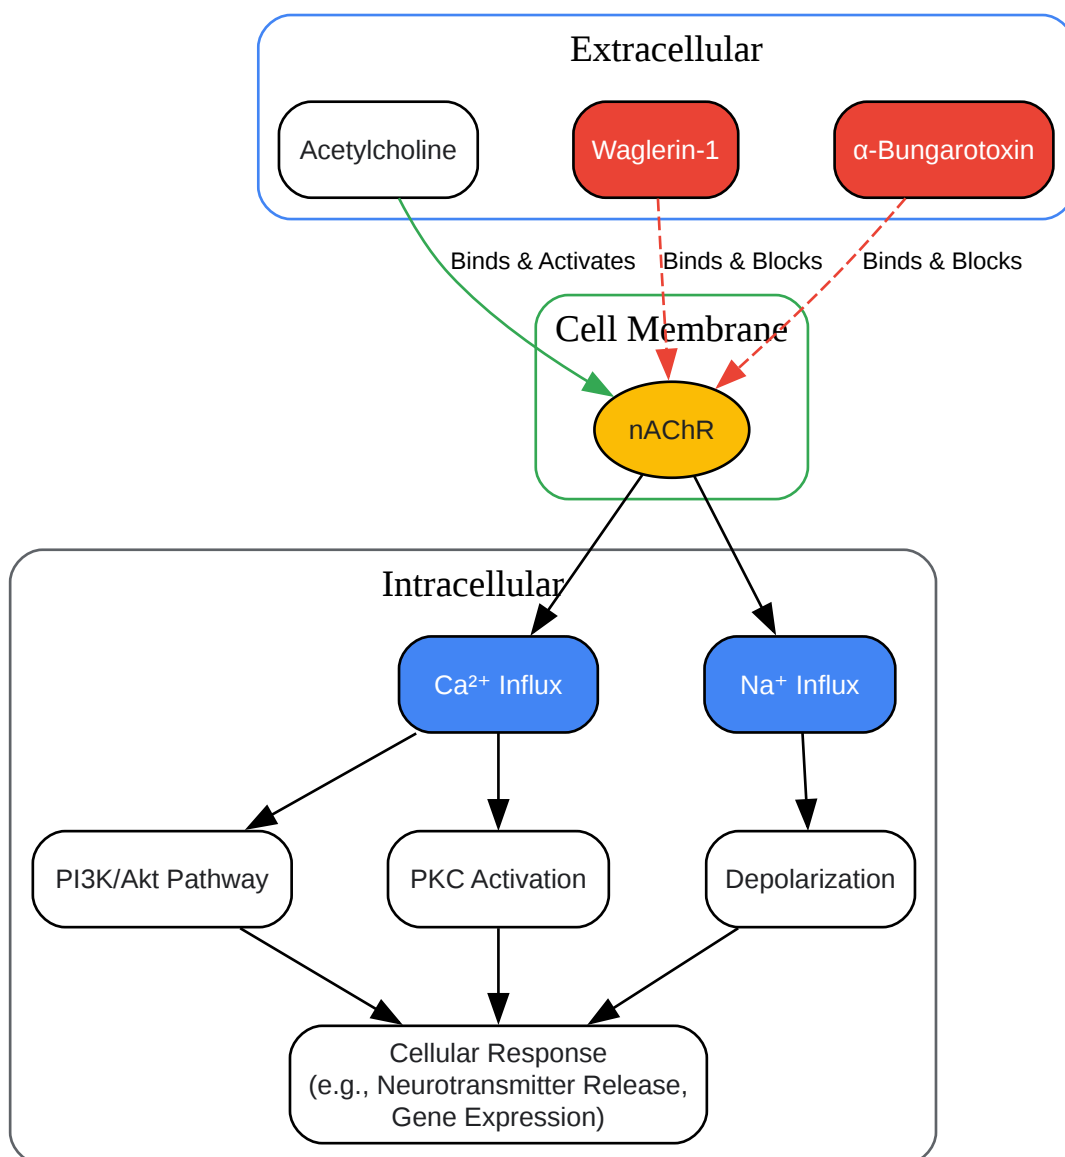 Extracellular
Acetylcholine
Waglerin-1
α-Bungarotoxin
Binds & Activates
Binds & Blocks
Binds & Blocks
Cell Membrane
nAChR
Intracellular
Ca²⁺ Influx
Na⁺ Influx
PI3K/Akt Pathway
PKC Activation
Depolarization
Cellular Response
(e.g., Neurotransmitter Release,
Gene Expression)